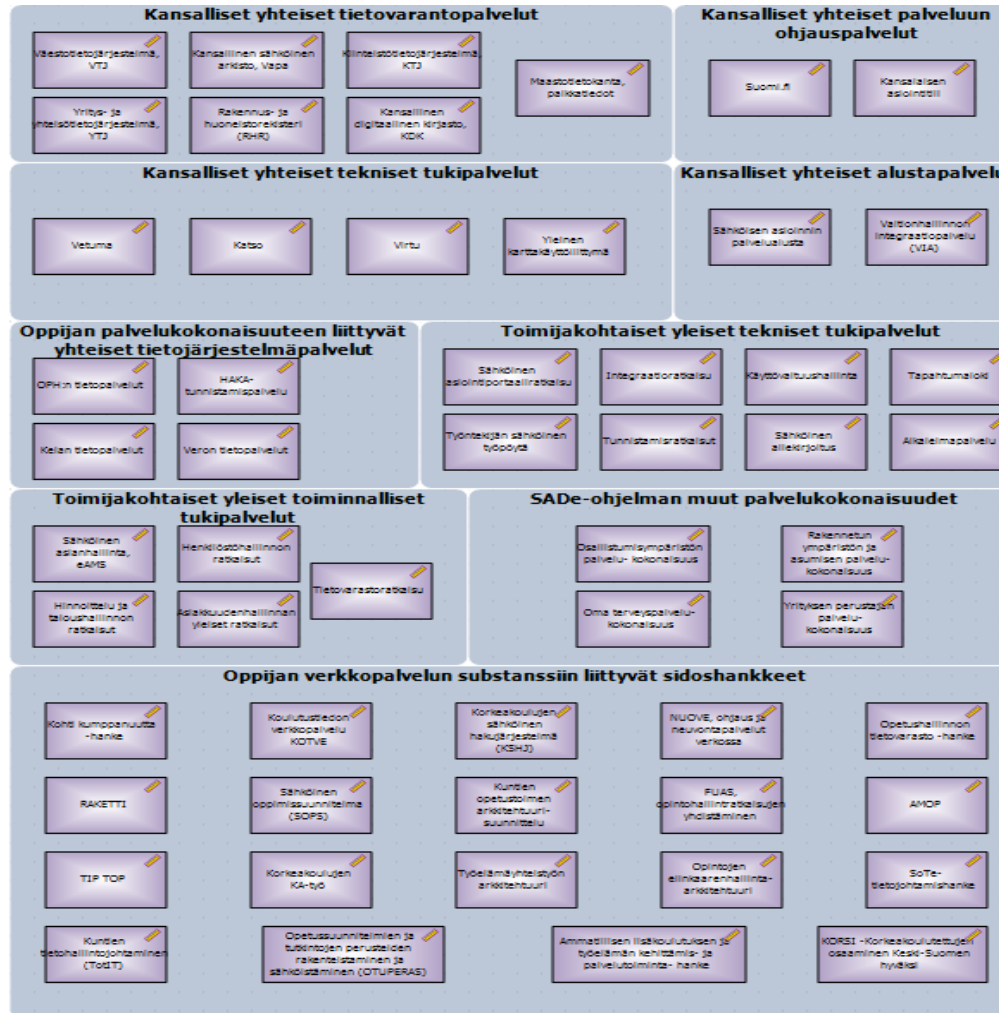 Kansalliset yhteiset tietovarantopalvelut
Väestötietojärjestelmä,
VTJ
Kansallinen sähköinen
arkisto, Vapa
Kiinteistötietojärjestelmä,
KTJ
Maastotietokanta,
paikkatiedot
Yritys- ja
yhteisötietojärjestelmä,
YTJ
Rakennus- ja
huoneistorekisteri
(RHR)
Kansallinen
digitaalinen kirjasto,
KDK
Kansalliset yhteiset palveluun
ohjauspalvelut
Suomi.fi
Kansalaisen
asiointitili
Kansalliset yhteiset tekniset tukipalvelut
Vetuma
Katso
Virtu
Yleinen
karttakäyttöliittymä
Kansalliset yhteiset alustapalvelu
Sähköisen asioinnin
palvelualusta
Valtionhallinnon
integraatiopalvelu
(VIA)
Oppijan palvelukokonaisuuteen liittyvät
yhteiset tietojärjestelmäpalvelut
OPH:n tietopalvelut
HAKA-
tunnistamispalvelu
Kelan tietopalvelut
Veron tietopalvelut
Toimijakohtaiset yleiset tekniset tukipalvelut
Sähköinen
asiointiportaaliratkaisu
Integraatioratkaisu
Käyttövaltuushallinta
Tapahtumaloki
Työntekijän sähköinen
työpöytä
Tunnistamisratkaisut
Sähköinen
allekirjoitus
Aikaleimapalvelu
Toimijakohtaiset yleiset toiminnalliset
tukipalvelut
Sähköinen
asianhallinta,
eAMS
Henkilöstöhallinnon
ratkaisut
Tietovarastoratkaisu
Hinnoittelu ja
taloushallinnon
ratkaisut
Asiakkuudenhallinnan
yleiset ratkaisut
SADe-ohjelman muut palvelukokonaisuudet
Osallistumisympäristön
palvelu- kokonaisuus
Rakennetun
ympäristön ja
asumisen palvelu-
kokonaisuus
Oma terveyspalvelu-
kokonaisuus
Yrityksen perustajan
palvelu-
kokonaisuus
Oppijan verkkopalvelun substanssiin liittyvät sidoshankkeet
Kohti kumppanuutta
-hanke
Koulutustiedon
verkkopalvelu
KOTVE
Korkeakoulujen
sähköinen
hakujärjestelmä
(KSHJ)
NUOVE, ohjaus ja
neuvontapalvelut
verkossa
Opetushallinnon
tietovarasto -hanke
RAKETTI
Sähköinen
oppimissuunnitelma
(SOPS)
Kuntien
opetustoimen
arkkitehtuuri-
suunnittelu
FUAS,
opintohallintratkaisujen
yhdistäminen
AMOP
TIP TOP
Korkeakoulujen
KA-työ
Työelämäyhteistyön
arkkitehtuuri
Opintojen
elinkaarenhallinta-
arkkitehtuuri
SoTe-
tietojohtamishanke
Kuntien
tietohallintojohtaminen
(TotIT)
Opetussuunnitelmien ja
tutkintojen perusteiden
rakenteistaminen ja
sähköistäminen (OTUPERAS)
Ammatillisen lisäkoulutuksen ja
työelämän kehittämis- ja
palvelutoiminta- hanke
KORSI -Korkeakoulutettujen
osaaminen Keski-Suomen
hyväksi